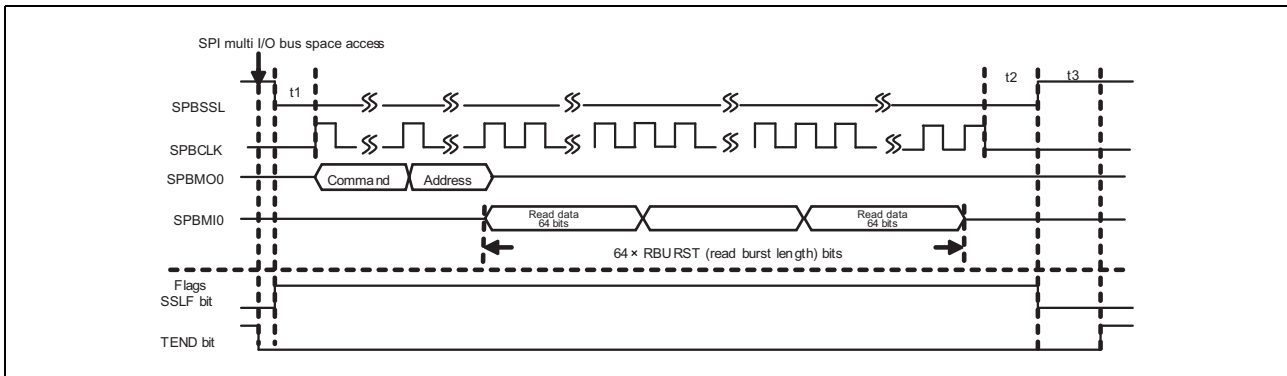 SPI multi I/O bus space access
t1
t2
t3
SPBSSL
SPBCLK
SPBMO0
Command
Address
SPBMI0
Read data
64 bits
Read data
64 bits
64 × RBURST (read burst length) bits
Flags
SSLF bit
TEND bit